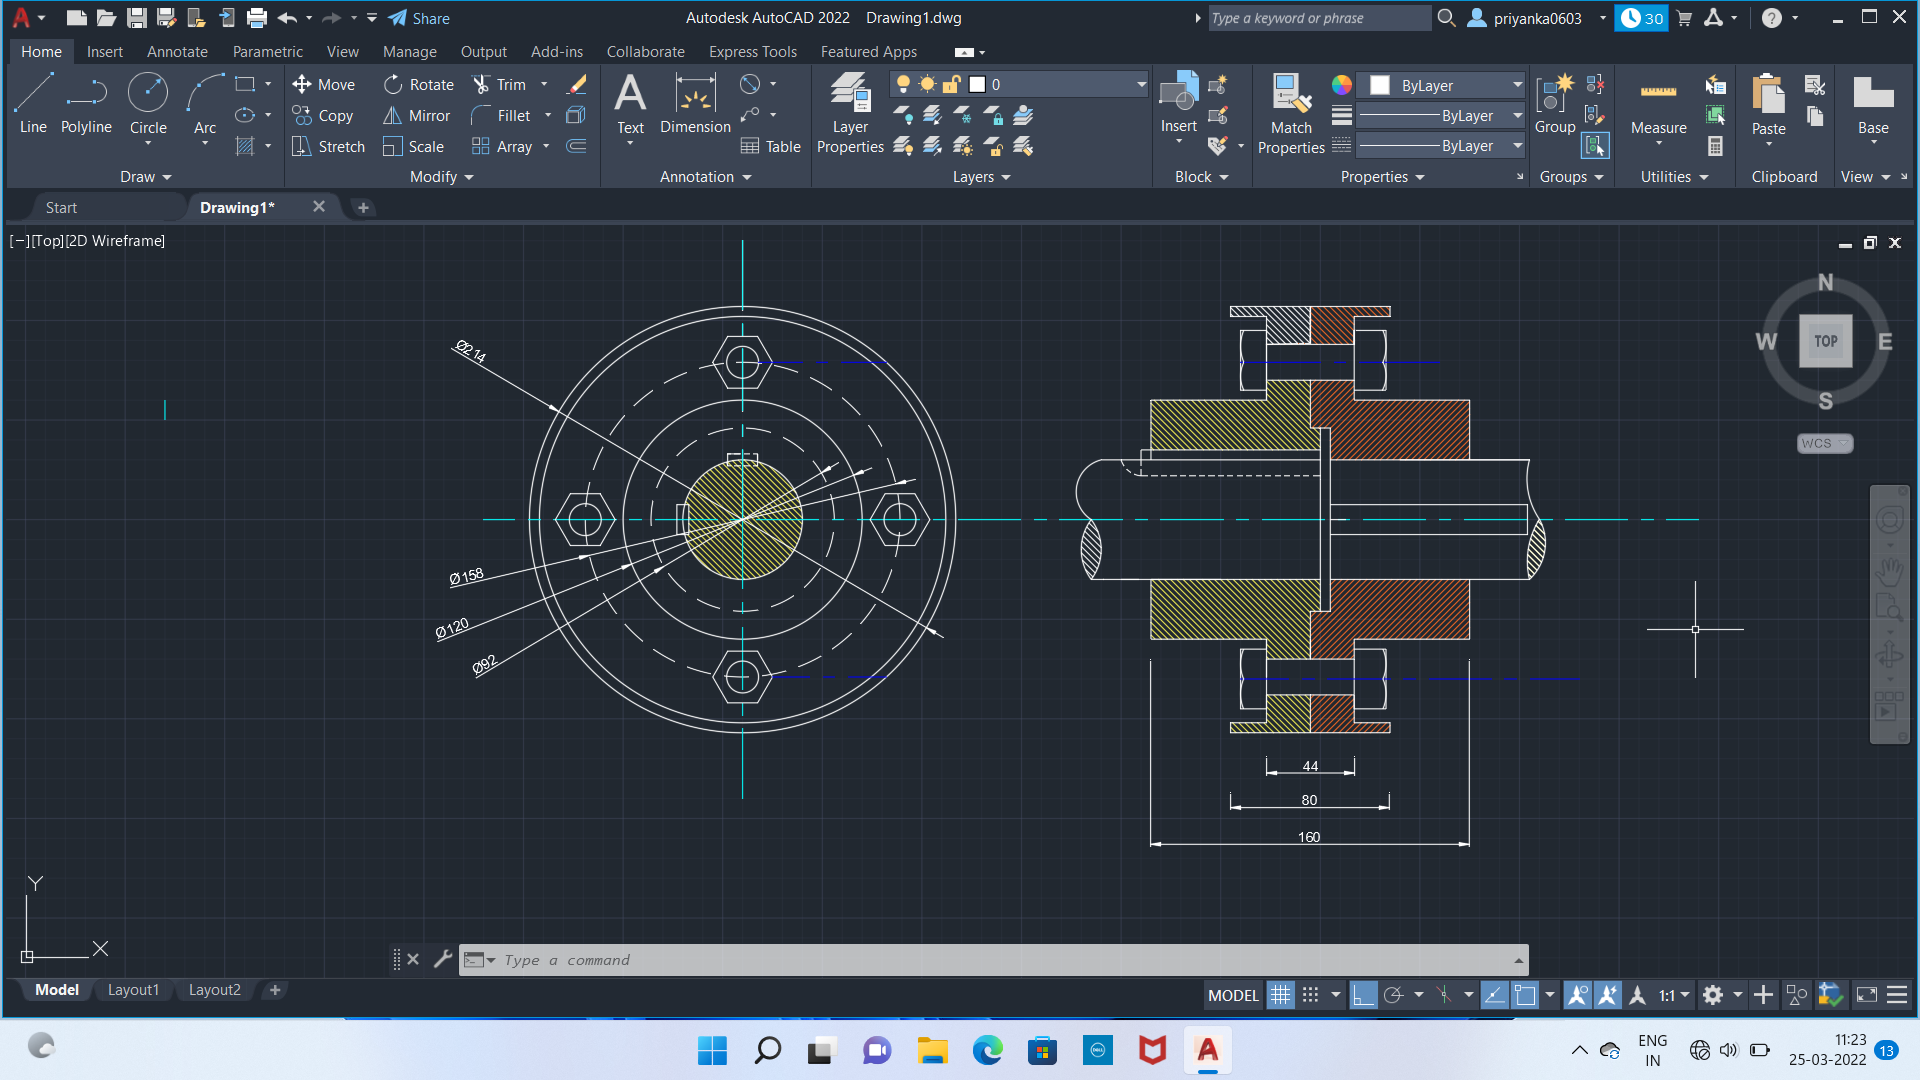 Share
Autodesk AutoCAD 2022 Drawing1.dwg
Type a keyword or phrase
priyanka0603
30
Home Insert Annotate Parametric View Manage Output Add-ins Collaborate Express Tools Featured Apps
Line Polyline Circle Arc
Move Rotate Trim
Copy Mirror Fillet
Stretch Scale Array
Text Dimension Table
Layer Properties
0
Insert
Match Properties
ByLayer
ByLayer
ByLayer
Group
Measure
Paste
Base
Draw Modify Annotation Layers Block Properties Groups Utilities Clipboard View
Start Drawing1*
[−][Top][2D Wireframe]
N
W TOP E
S
WCS
Ø214
Ø158
Ø120
Ø92
44
80
160
Y
X
Type a command
Model Layout1 Layout2
MODEL 1:1
ENG
IN
11:23
25-03-2022
13
DELL